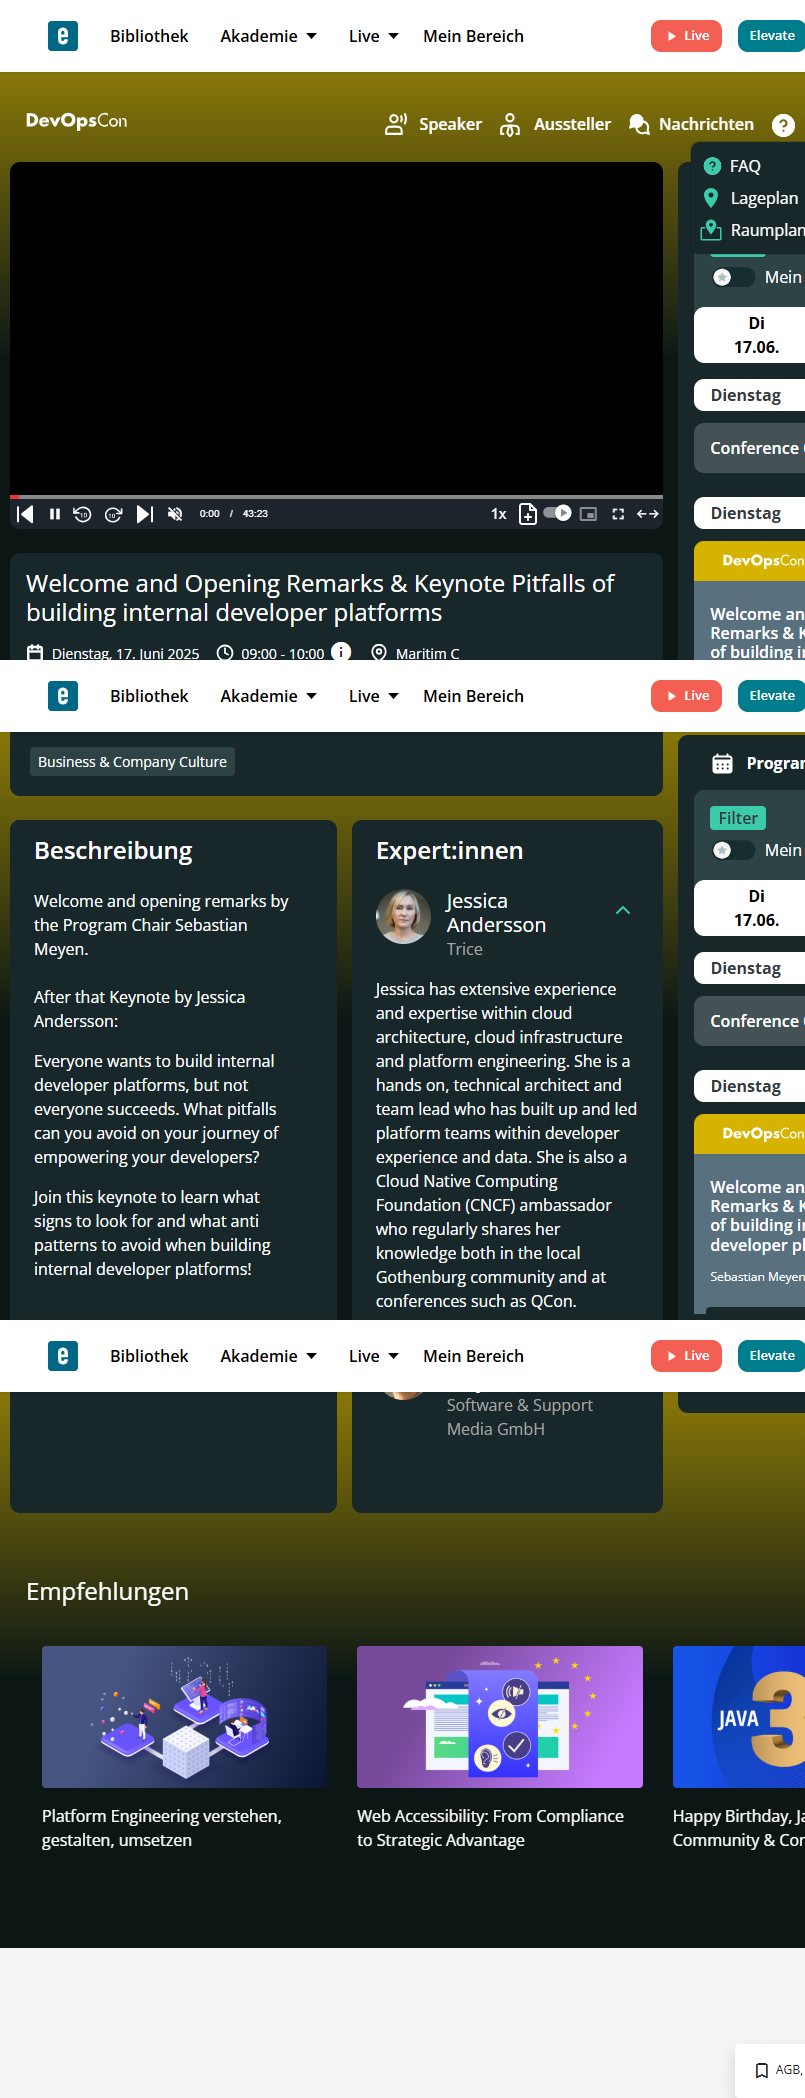 Bibliothek Akademie Live Mein Bereich Live Elevate
DevOpsCon Speaker Aussteller Nachrichten
FAQ
Lageplan
Raumplan
Mein
Di
17.06.
Dienstag
Conference
Dienstag
0:00 / 43:23 1x
DevOpsCon
Welcome and Opening Remarks & Keynote Pitfalls of
building internal developer platforms
Dienstag, 17. Juni 2025 09:00 - 10:00 Maritim C
Welcome an
Remarks & K
of building in
Bibliothek Akademie Live Mein Bereich Live Elevate
Business & Company Culture
Program
Filter
Mein
Di
17.06.
Dienstag
Conference
Dienstag
DevOpsCon
Welcome an
Remarks & K
of building in
developer pl
Sebastian Meyen
Beschreibung
Welcome and opening remarks by
the Program Chair Sebastian
Meyen.
After that Keynote by Jessica
Andersson:
Everyone wants to build internal
developer platforms, but not
everyone succeeds. What pitfalls
can you avoid on your journey of
empowering your developers?
Join this keynote to learn what
signs to look for and what anti
patterns to avoid when building
internal developer platforms!
Expert:innen
Jessica
Andersson
Trice
Jessica has extensive experience
and expertise within cloud
architecture, cloud infrastructure
and platform engineering. She is a
hands on, technical architect and
team lead who has built up and led
platform teams within developer
experience and data. She is also a
Cloud Native Computing
Foundation (CNCF) ambassador
who regularly shares her
knowledge both in the local
Gothenburg community and at
conferences such as QCon.
Bibliothek Akademie Live Mein Bereich Live Elevate
Software & Support
Media GmbH
Empfehlungen
JAVA 3
Platform Engineering verstehen,
gestalten, umsetzen
Web Accessibility: From Compliance
to Strategic Advantage
Happy Birthday, Ja
Community & Con
AGB,